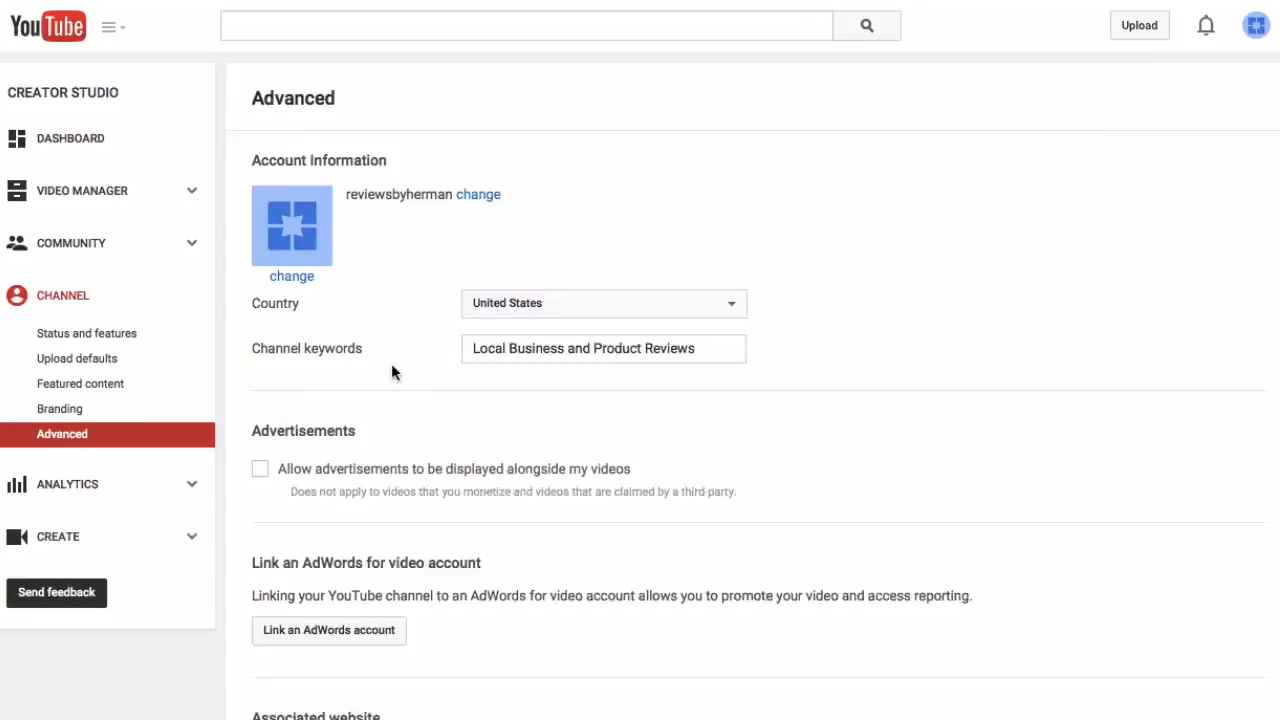 YouTube
Upload
CREATOR STUDIO
DASHBOARD
VIDEO MANAGER
COMMUNITY
CHANNEL
Status and features
Upload defaults
Featured content
Branding
Advanced
ANALYTICS
CREATE
Send feedback
Advanced
Account Information
reviewsbyherman change
change
Country United States
Channel keywords Local Business and Product Reviews
Advertisements
Allow advertisements to be displayed alongside my videos
Does not apply to videos that you monetize and videos that are claimed by a third-party.
Link an AdWords for video account
Linking your YouTube channel to an AdWords for video account allows you to promote your video and access reporting.
Link an AdWords account
Associated website